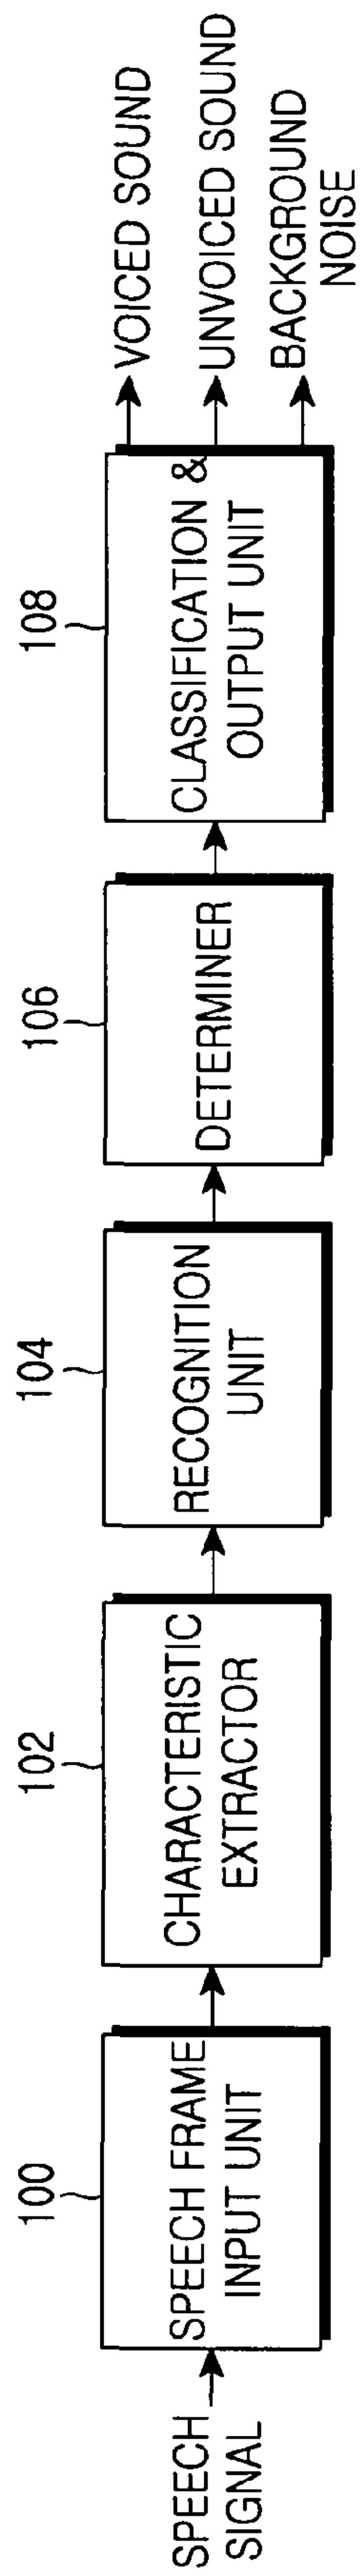 SPEECH
SIGNAL
100
SPEECH FRAME
INPUT UNIT
102
CHARACTERISTIC
EXTRACTOR
104
RECOGNITION
UNIT
106
DETERMINER
108
CLASSIFICATION &
OUTPUT UNIT
VOICED SOUND
UNVOICED SOUND
BACKGROUND
NOISE